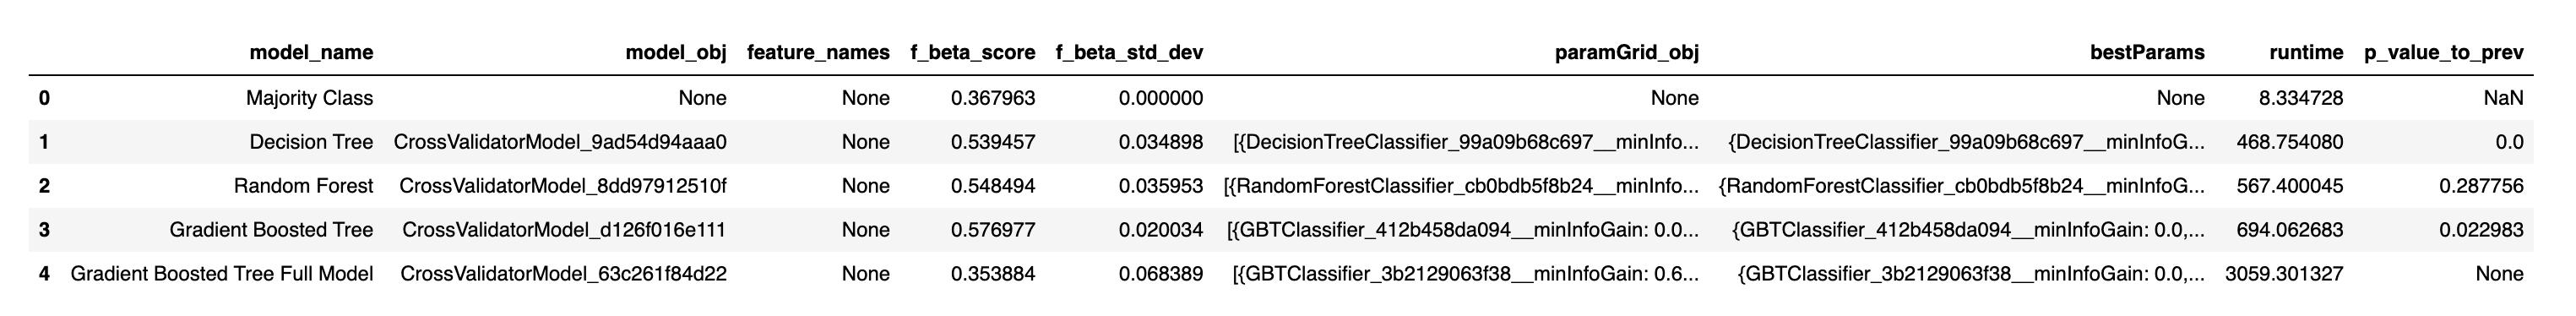 model_name model_obj feature_names f_beta_score f_beta_std_dev paramGrid_obj bestParams runtime p_value_to_prev
0 Majority Class None None 0.367963 0.000000 None None 8.334728 NaN
1 Decision Tree CrossValidatorModel_9ad54d94aaa0 None 0.539457 0.034898 [{DecisionTreeClassifier_99a09b68c697__minInfo... {DecisionTreeClassifier_99a09b68c697__minInfoG... 468.754080 0.0
2 Random Forest CrossValidatorModel_8dd97912510f None 0.548494 0.035953 [{RandomForestClassifier_cb0bdb5f8b24__minInfo... {RandomForestClassifier_cb0bdb5f8b24__minInfoG... 567.400045 0.287756
3 Gradient Boosted Tree CrossValidatorModel_d126f016e111 None 0.576977 0.020034 [{GBTClassifier_412b458da094__minInfoGain: 0.0... {GBTClassifier_412b458da094__minInfoGain: 0.0,... 694.062683 0.022983
4 Gradient Boosted Tree Full Model CrossValidatorModel_63c261f84d22 None 0.353884 0.068389 [{GBTClassifier_3b2129063f38__minInfoGain: 0.6... {GBTClassifier_3b2129063f38__minInfoGain: 0.0,... 3059.301327 None